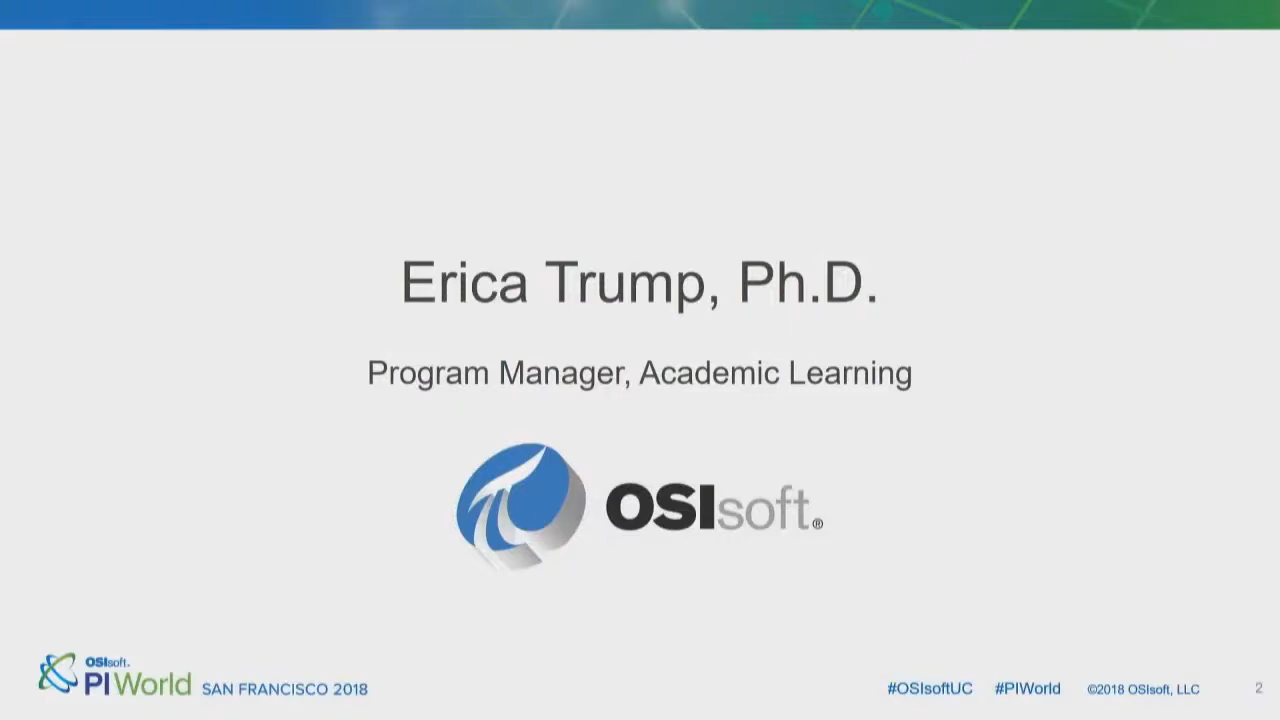 Erica Trump, Ph.D.
Program Manager, Academic Learning
OSIsoft®
OSIsoft.
PI World SAN FRANCISCO 2018
#OSIsoftUC #PIWorld ©2018 OSIsoft, LLC 2